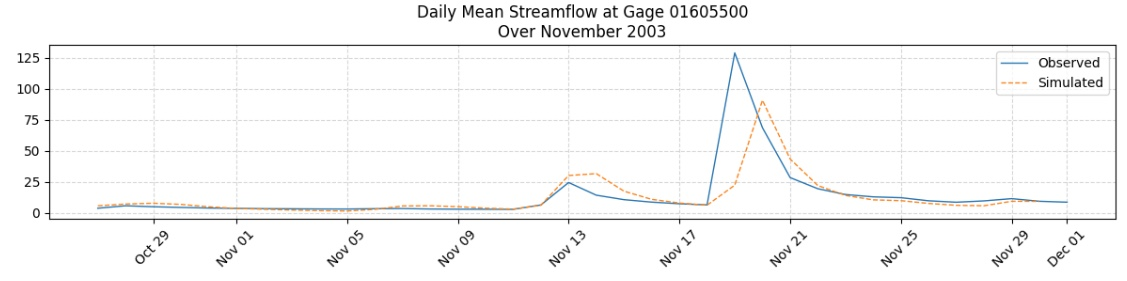 Daily Mean Streamflow at Gage 01605500
Over November 2003
125
100
75
50
25
0
Observed
Simulated
Oct 29
Nov 01
Nov 05
Nov 09
Nov 13
Nov 17
Nov 21
Nov 25
Nov 29
Dec 01